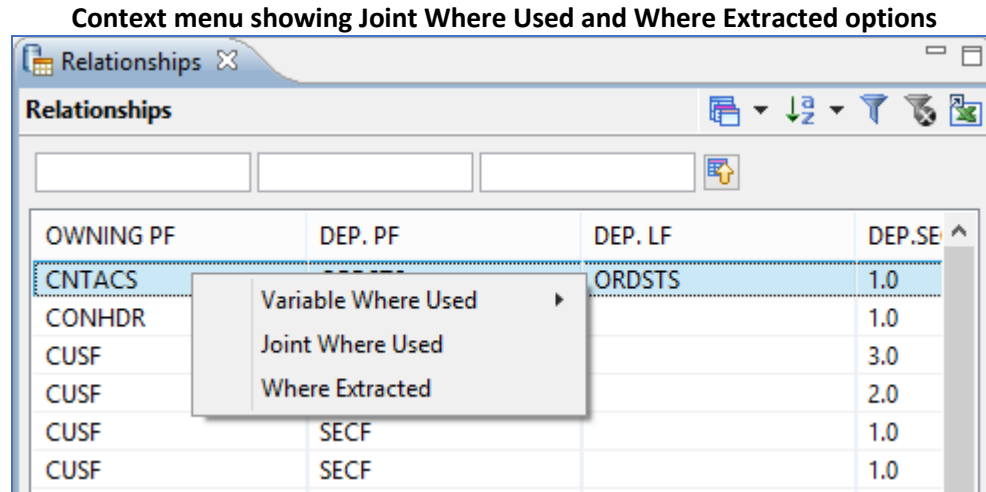 Context menu showing Joint Where Used and Where Extracted options
Relationships
Relationships
OWNING PF DEP. PF DEP. LF
CNTACS ORDSTS 1.0
Variable Where Used
CONHDR 1.0
Joint Where Used
CUSF 3.0
Where Extracted
CUSF 2.0
CUSF SECF 1.0
CUSF SECF 1.0